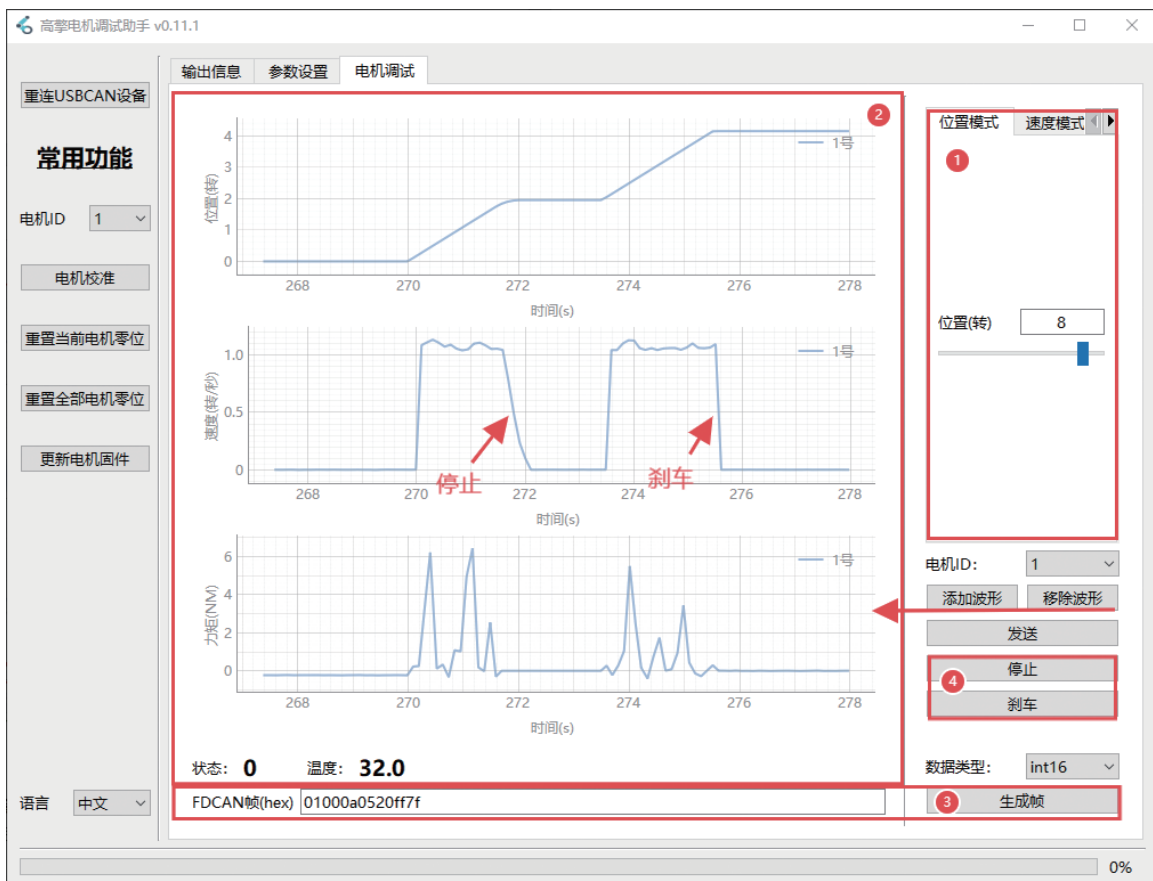 高擎电机调试助手 v0.11.1
重连USBCAN设备
常用功能
电机ID 1
电机校准
重置当前电机零位
重置全部电机零位
更新电机固件
语言 中文
输出信息 参数设置 电机调试
2
位置(转)
4
3
2
1
0
1号
268 270 272 274 276 278
时间(s)
速度(转/秒)
1.0
0.5
0
1号
停止
刹车
268 270 272 274 276 278
时间(s)
力矩(NM)
6
4
2
0
1号
268 270 272 274 276 278
时间(s)
状态: 0 温度: 32.0
FDCAN帧(hex) 01000a0520ff7f
位置模式 速度模式
1
位置(转) 8
电机ID: 1
添加波形 移除波形
发送
停止
4
刹车
数据类型: int16
3 生成帧
0%